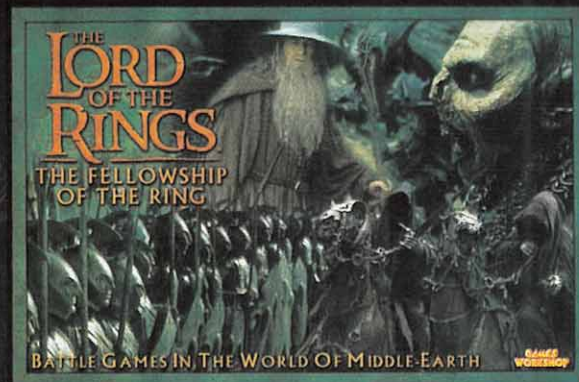 THE
LORD
OF THE
RINGS
THE FELLOWSHIP
OF THE RING
BATTLE GAMES IN THE WORLD OF MIDDLE-EARTH
GAMES
WORKSHOP